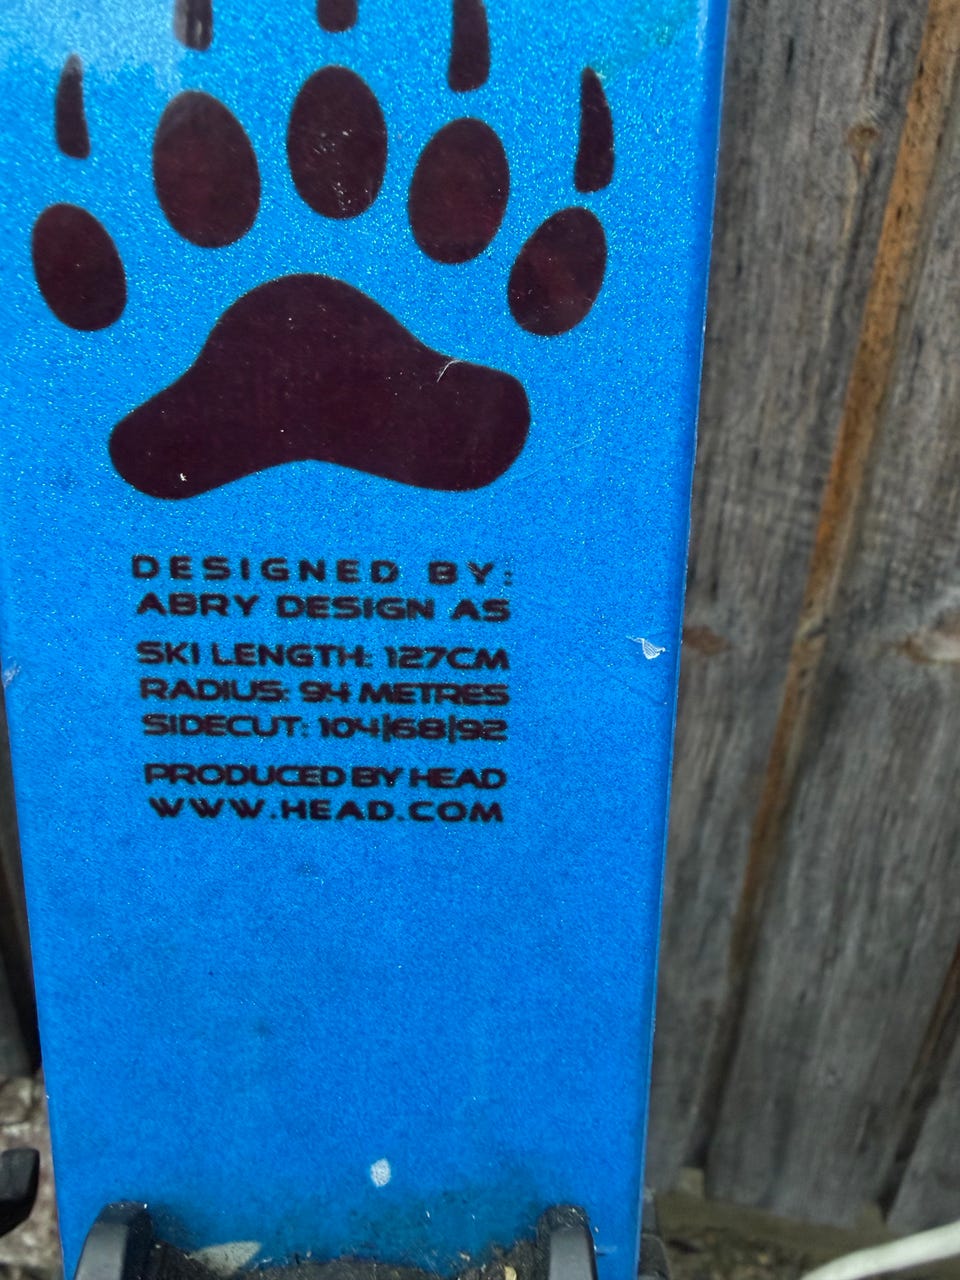 DESIGNED BY:
ABRY DESIGN AS
SKI LENGTH: 127CM
RADIUS: 9.4 METRES
SIDECUT: 104|68|92
PRODUCED BY HEAD
WWW.HEAD.COM